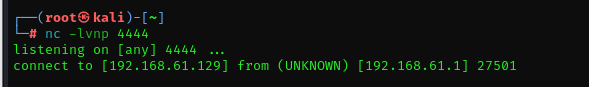 ┌──(root㉿kali)-[~]
└─# nc -lvnp 4444
listening on [any] 4444 ...
connect to [192.168.61.129] from (UNKNOWN) [192.168.61.1] 27501